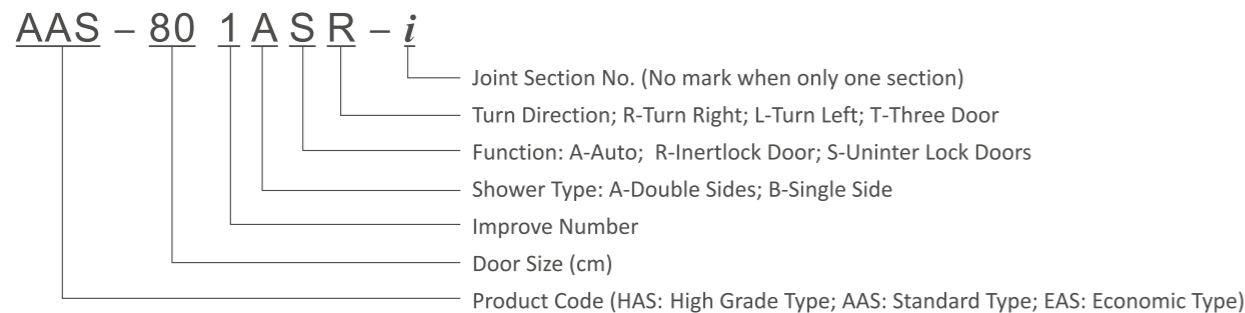 AAS – 80 1 A S R – i
Joint Section No. (No mark when only one section)
Turn Direction; R-Turn Right; L-Turn Left; T-Three Door
Function: A-Auto; R-Inertlock Door; S-Uninter Lock Doors
Shower Type: A-Double Sides; B-Single Side
Improve Number
Door Size (cm)
Product Code (HAS: High Grade Type; AAS: Standard Type; EAS: Economic Type)